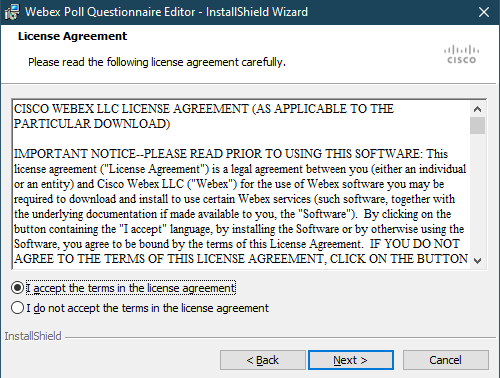 Webex Poll Questionnaire Editor - InstallShield Wizard
License Agreement
Please read the following license agreement carefully.
CISCO
CISCO WEBEX LLC LICENSE AGREEMENT (AS APPLICABLE TO THE
PARTICULAR DOWNLOAD)
IMPORTANT NOTICE--PLEASE READ PRIOR TO USING THIS SOFTWARE: This
license agreement ("License Agreement") is a legal agreement between you (either an individual
or an entity) and Cisco Webex LLC ("Webex") for the use of Webex software you may be
required to download and install to use certain Webex services (such software, together with
the underlying documentation if made available to you, the "Software"). By clicking on the
button containing the "I accept" language, by installing the Software or by otherwise using the
Software, you agree to be bound by the terms of this License Agreement. IF YOU DO NOT
AGREE TO THE TERMS OF THIS LICENSE AGREEMENT, CLICK ON THE BUTTON
I accept the terms in the license agreement
I do not accept the terms in the license agreement
InstallShield
< Back
Next >
Cancel